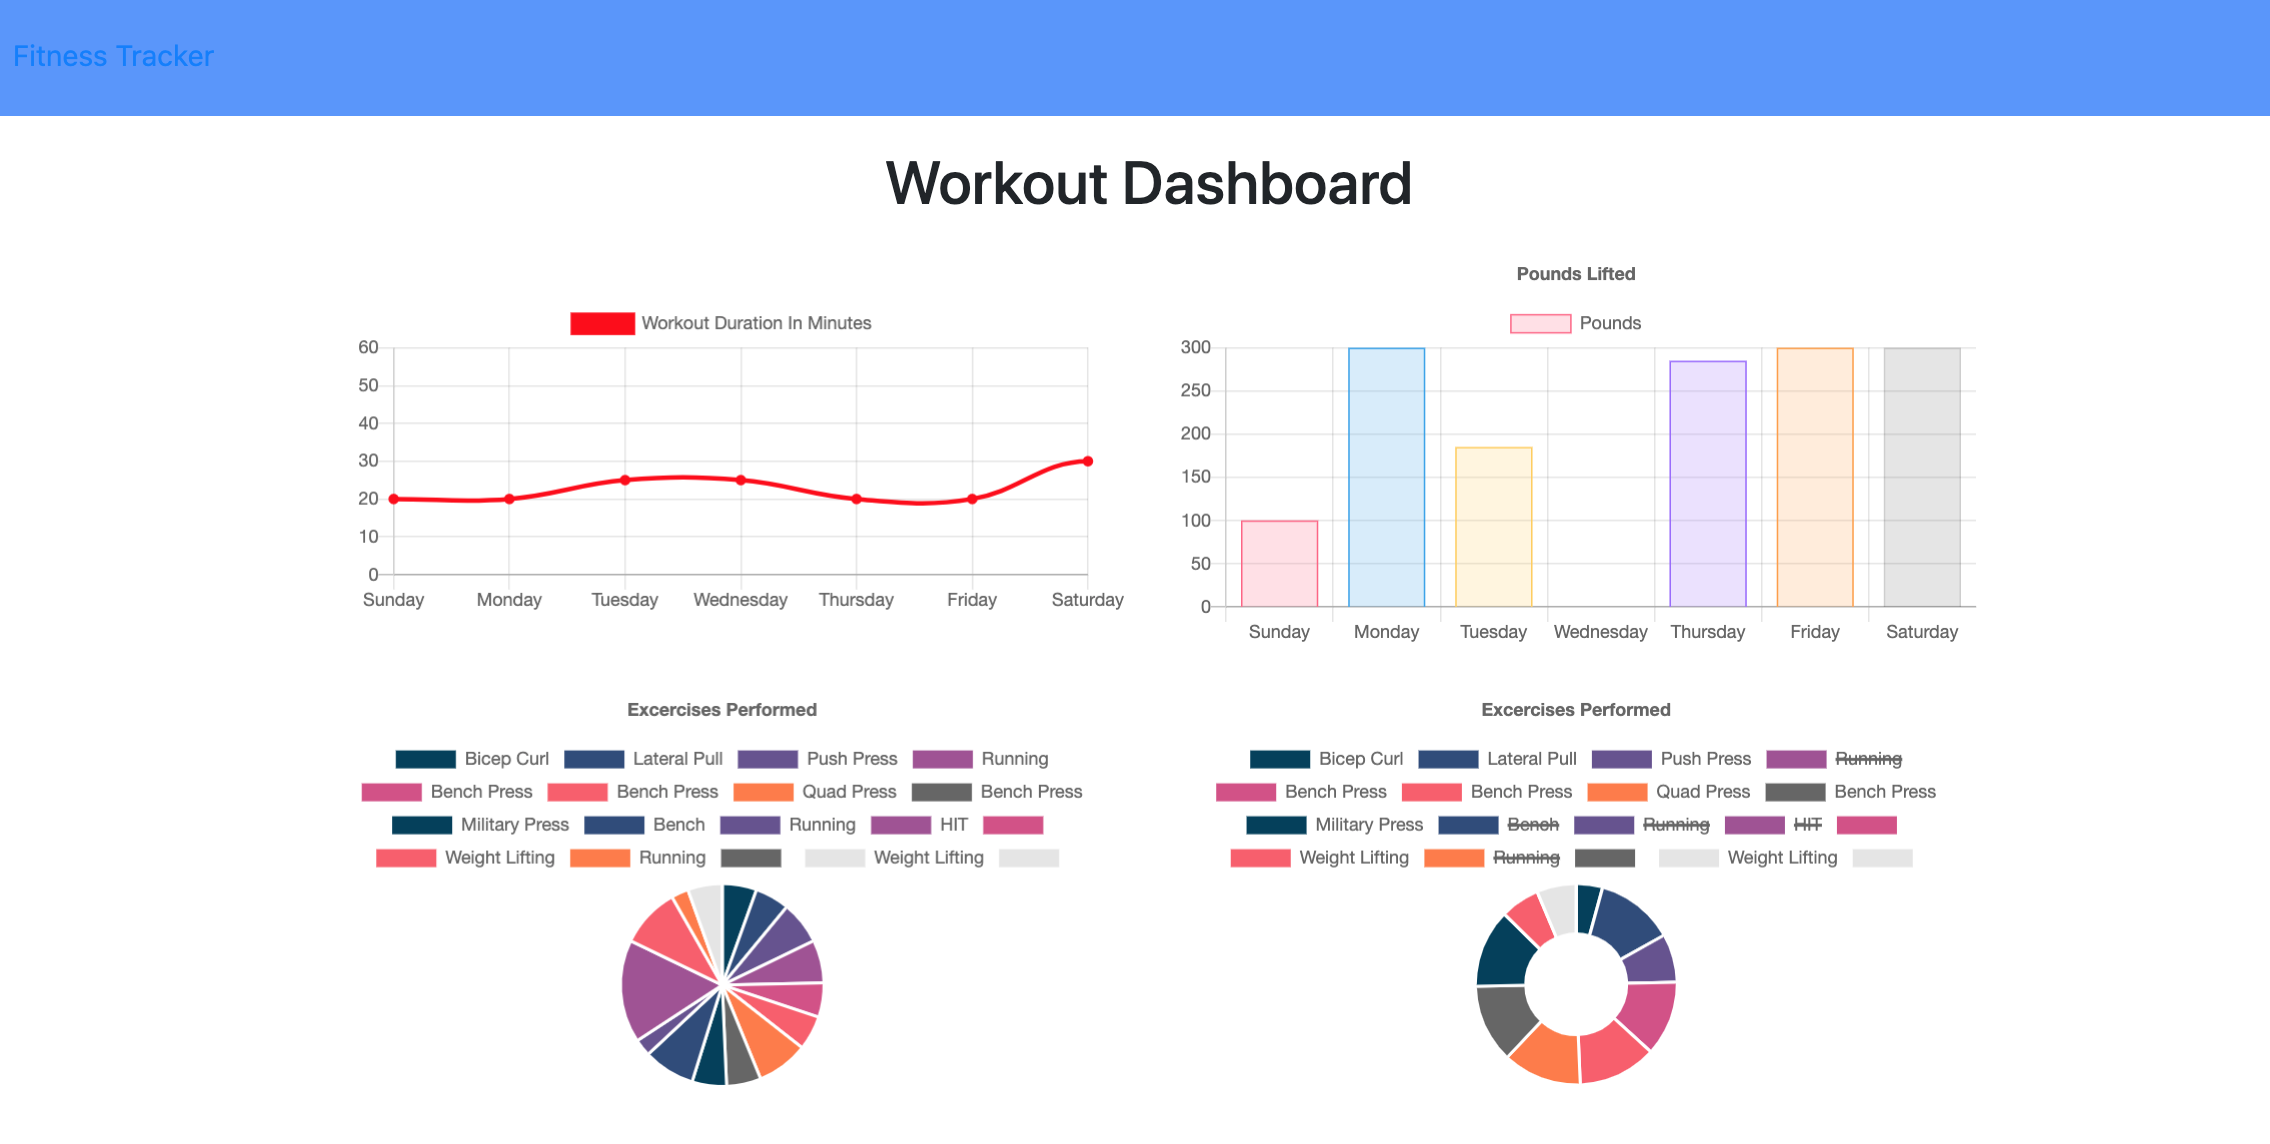 Fitness Tracker
Workout Dashboard
Workout Duration In Minutes
60
50
40
30
20
10
0
Sunday Monday Tuesday Wednesday Thursday Friday Saturday
Pounds Lifted
Pounds
300
250
200
150
100
50
0
Sunday Monday Tuesday Wednesday Thursday Friday Saturday
Excercises Performed
Bicep Curl Lateral Pull Push Press Running
Bench Press Bench Press Quad Press Bench Press
Military Press Bench Running HIT
Weight Lifting Running Weight Lifting
Excercises Performed
Bicep Curl Lateral Pull Push Press Running
Bench Press Bench Press Quad Press Bench Press
Military Press Bench Running HIT
Weight Lifting Running Weight Lifting